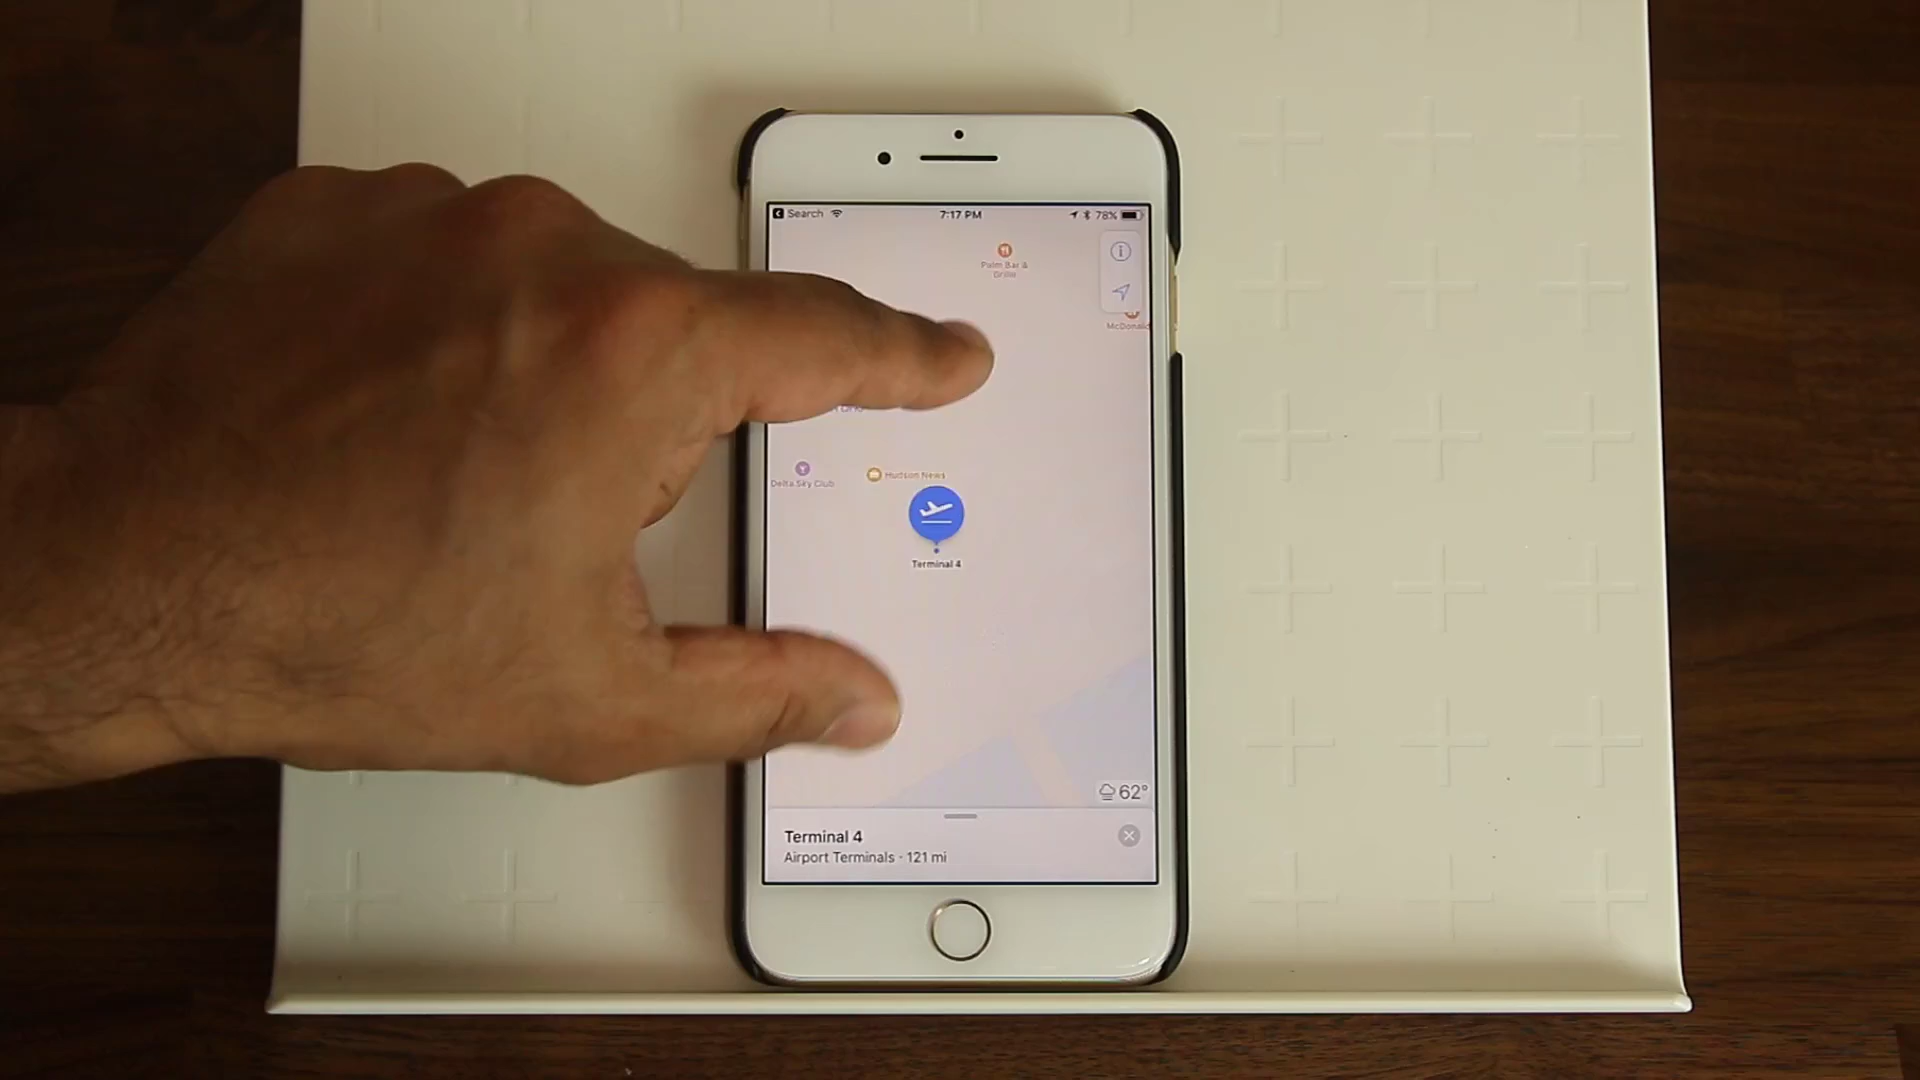 Search
7:17 PM
78%
Palm Bar &
Grille
McDonald
Delta Sky Club
Hudson News
Terminal 4
62°
Terminal 4
Airport Terminals · 121 mi